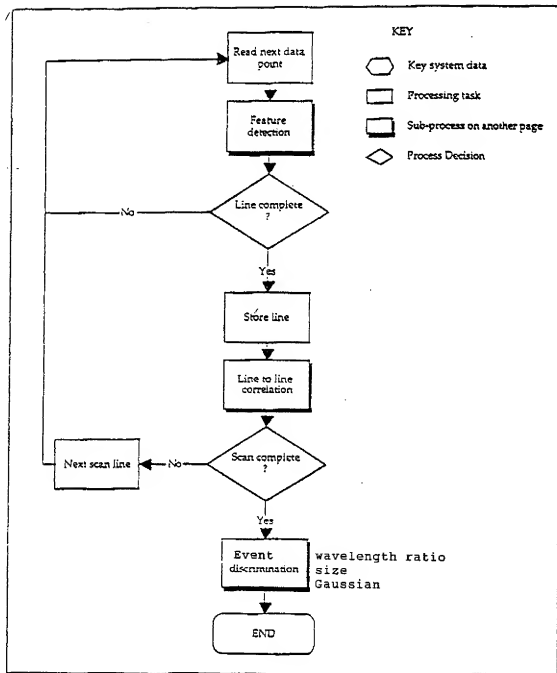 KEY
Read next data
point
Key system data
Processing task
Feature
detection
Sub-process on another page
Process Decision
Line complete
?
No
Yes
Store line
Line to line
correlation
Next scan line
No
Scan complete
?
Yes
Event
discrimination
wavelength ratio
size
Gaussian
END